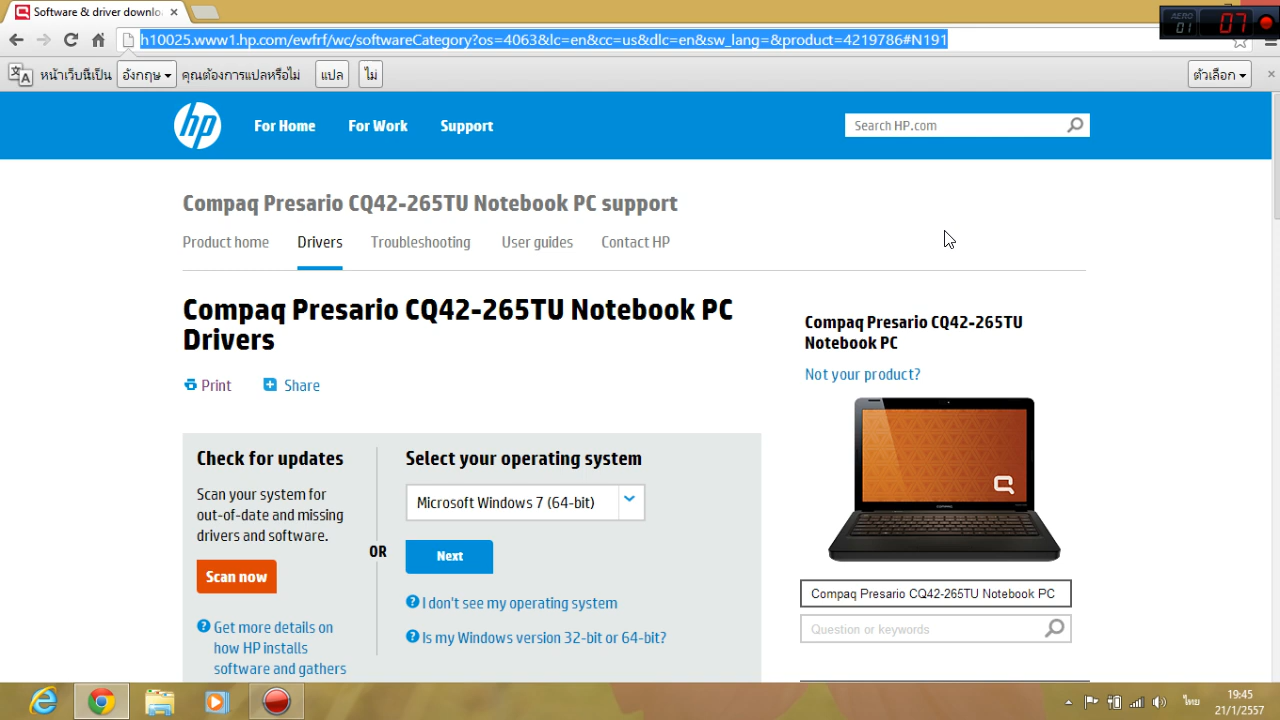 Software & driver downlo
AERO
01
07
h10025.www1.hp.com/ewfrf/wc/softwareCategory?os=4063&lc=en&cc=us&dlc=en&sw_lang=&product=4219786#N191
หน้าเว็บนี้เป็น อังกฤษ คุณต้องการแปลหรือไม่ แปล ไม่ ตัวเลือก
hp For Home For Work Support Search HP.com
Compaq Presario CQ42-265TU Notebook PC support
Product home Drivers Troubleshooting User guides Contact HP
Compaq Presario CQ42-265TU Notebook PC
Drivers
Print Share
Compaq Presario CQ42-265TU
Notebook PC
Not your product?
Check for updates
Scan your system for
out-of-date and missing
drivers and software.
Scan now
Get more details on
how HP installs
software and gathers
OR
Select your operating system
Microsoft Windows 7 (64-bit)
Next
I don't see my operating system
Is my Windows version 32-bit or 64-bit?
Compaq Presario CQ42-265TU Notebook PC
Question or keywords
ไทย
19:45
21/1/2557